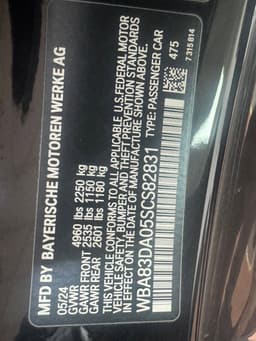 MFD BY BAYERISCHE MOTOREN WERKE AG
05/24
GVWR 4960 lbs 2250 kg
GAWR FRONT 2535 lbs 1150 kg
GAWR REAR 2601 lbs 1180 kg
THIS VEHICLE CONFORMS TO ALL APPLICABLE U.S. FEDERAL MOTOR
VEHICLE SAFETY, BUMPER AND THEFT PREVENTION STANDARDS
IN EFFECT ON THE DATE OF MANUFACTURE SHOWN ABOVE.
WBA83DA05SCS82831 TYPE: PASSENGER CAR
475
7 315 814